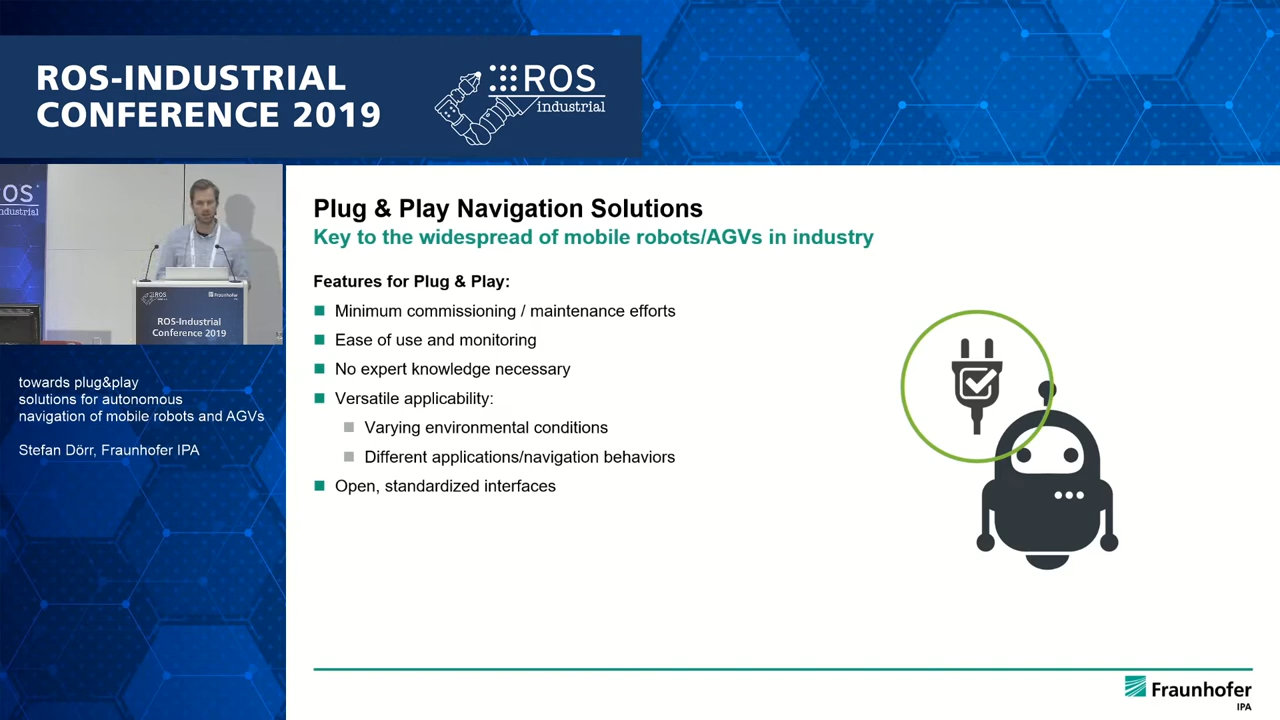 ROS-INDUSTRIAL
CONFERENCE 2019
ROS
industrial
OS
ndustrial
ROS
Fraunhofer
ROS-Industrial
Conference 2019
towards plug&play
solutions for autonomous
navigation of mobile robots and AGVs
Stefan Dörr, Fraunhofer IPA
Plug & Play Navigation Solutions
Key to the widespread of mobile robots/AGVs in industry
Features for Plug & Play:
Minimum commissioning / maintenance efforts
Ease of use and monitoring
No expert knowledge necessary
Versatile applicability:
Varying environmental conditions
Different applications/navigation behaviors
Open, standardized interfaces
Fraunhofer
IPA